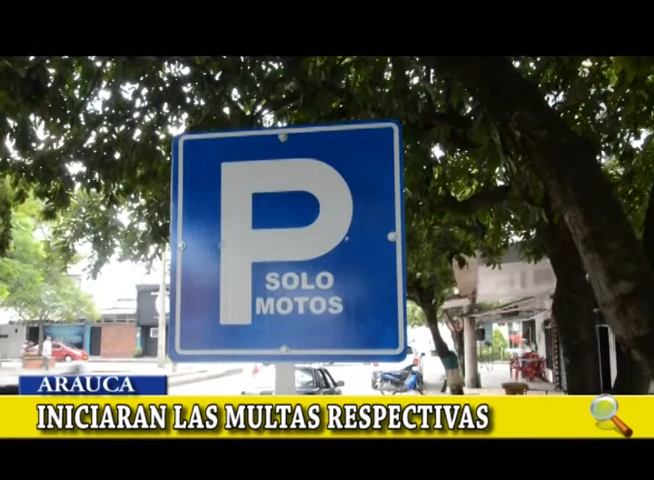 P
SOLO
MOTOS
ARAUCA
INICIARAN LAS MULTAS RESPECTIVAS